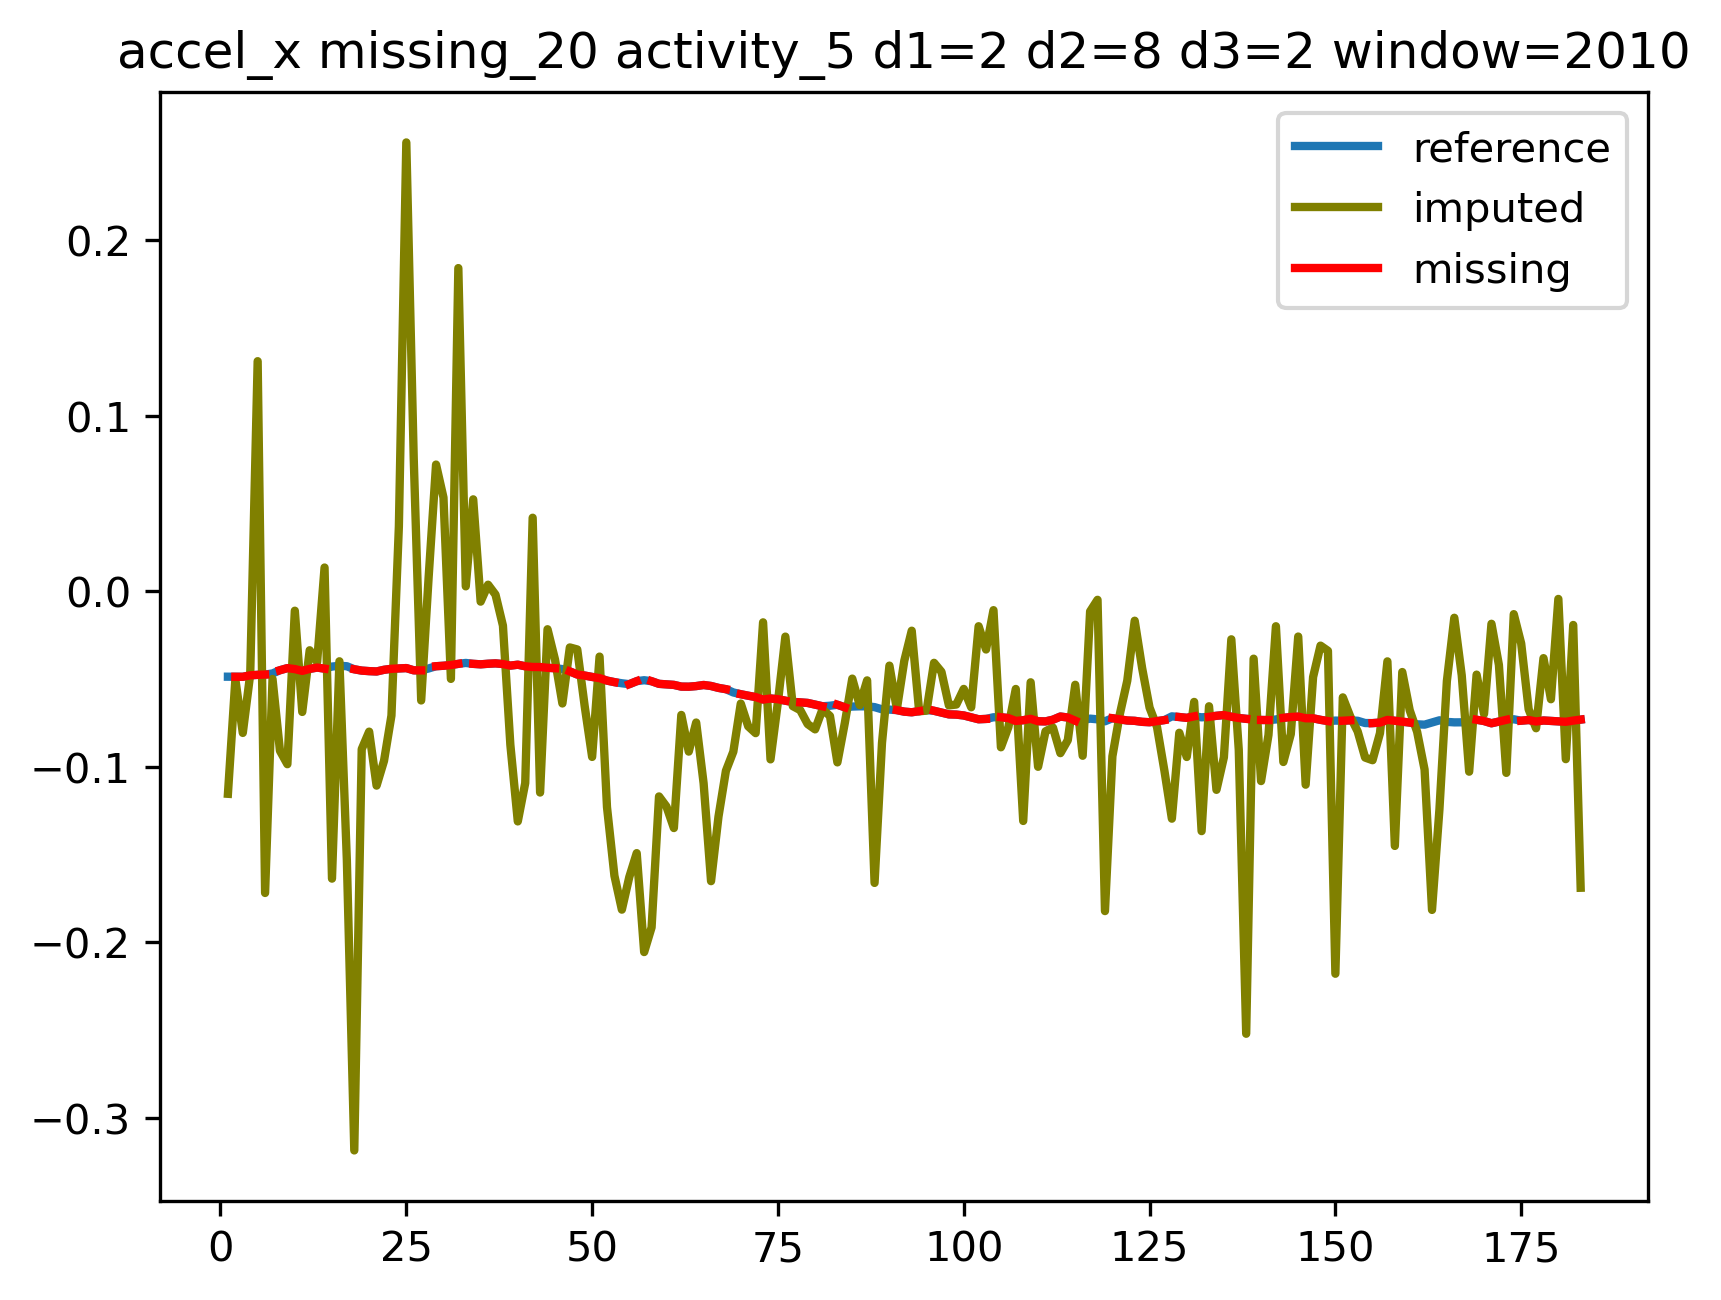 accel_x missing_20 activity_5 d1=2 d2=8 d3=2 window=2010
reference
imputed
missing
0.2
0.1
0.0
−0.1
−0.2
−0.3
0 25 50 75 100 125 150 175